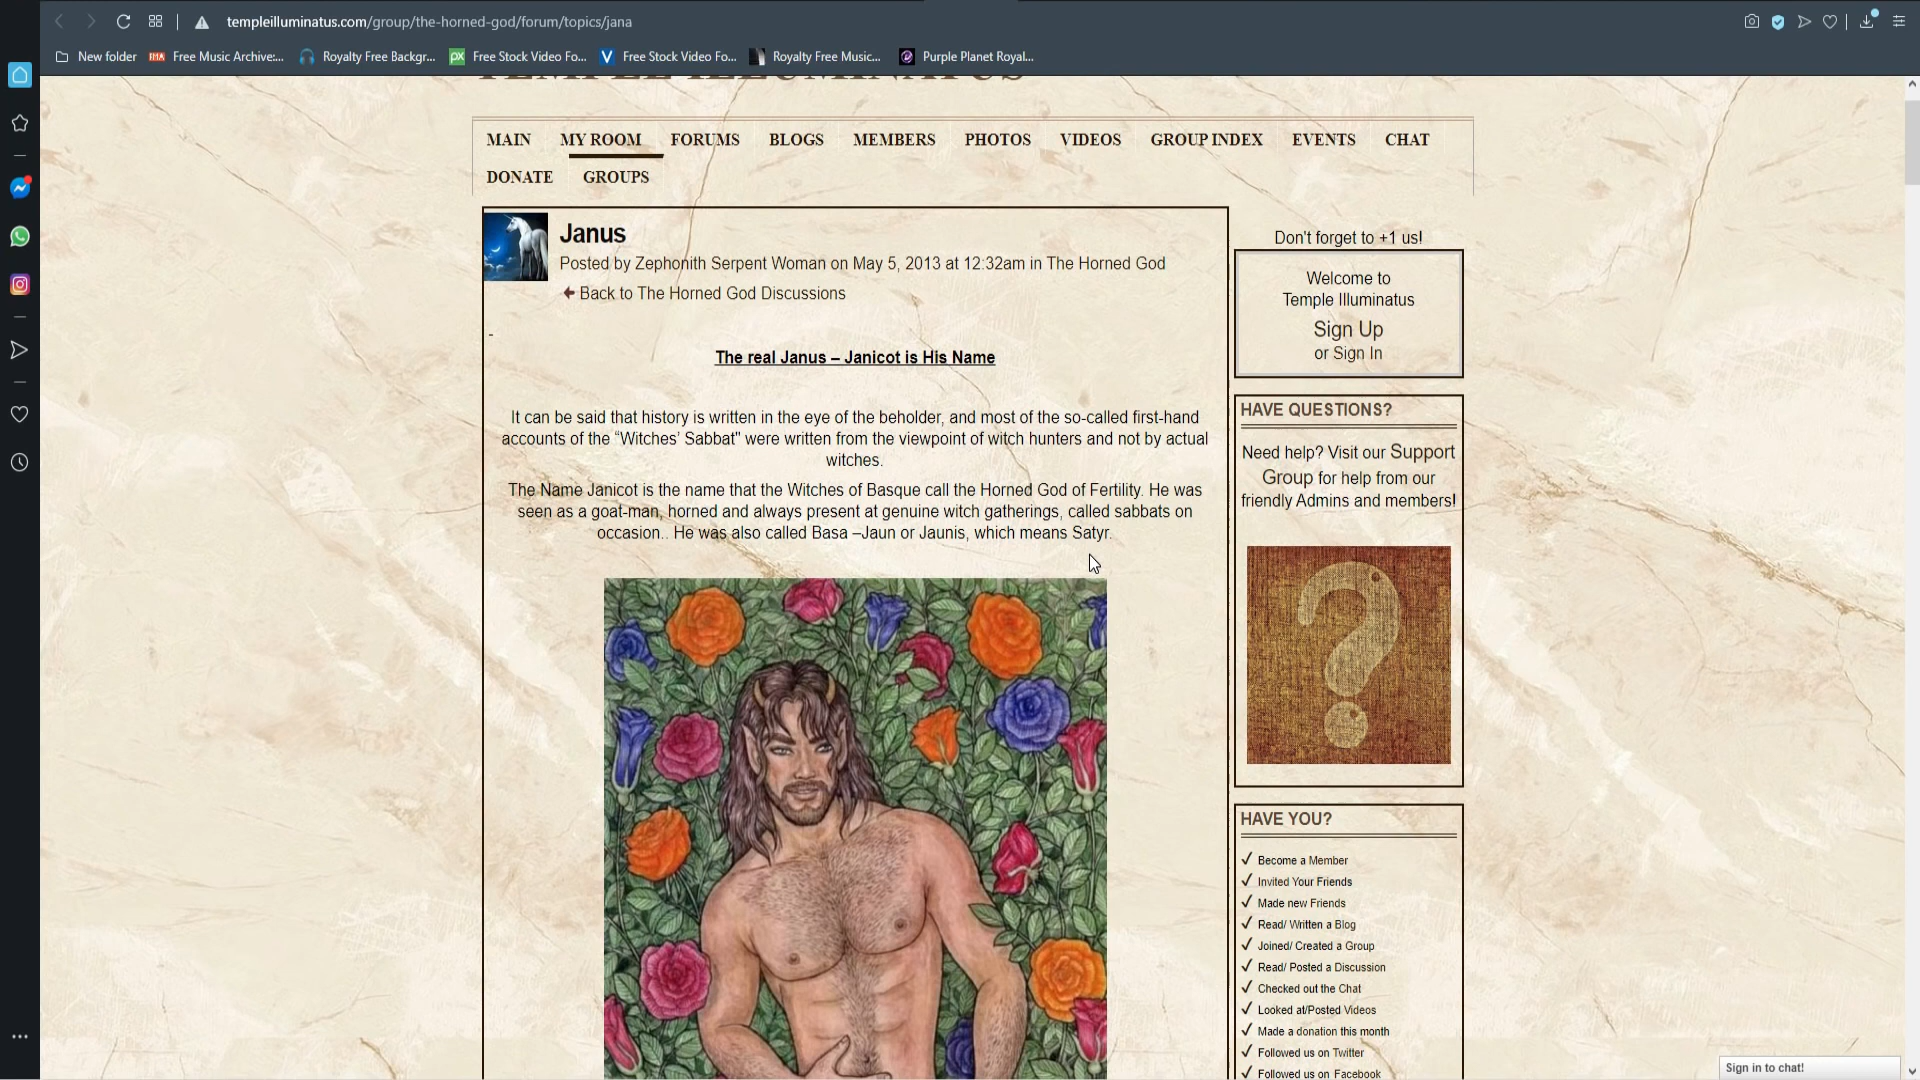 templeilluminatus.com/group/the-horned-god/forum/topics/jana
New folder
FMA Free Music Archive:...
Royalty Free Backgr...
px Free Stock Video Fo...
V Free Stock Video Fo...
Royalty Free Music...
Purple Planet Royal...
TEMPLE ILLUMINATUS
MAIN MY ROOM FORUMS BLOGS MEMBERS PHOTOS VIDEOS GROUP INDEX EVENTS CHAT
DONATE GROUPS
Janus
Posted by Zephonith Serpent Woman on May 5, 2013 at 12:32am in The Horned God
Back to The Horned God Discussions
-
The real Janus – Janicot is His Name
It can be said that history is written in the eye of the beholder, and most of the so-called first-hand
accounts of the “Witches’ Sabbat" were written from the viewpoint of witch hunters and not by actual
witches.
The Name Janicot is the name that the Witches of Basque call the Horned God of Fertility. He was
seen as a goat-man, horned and always present at genuine witch gatherings, called sabbats on
occasion.. He was also called Basa –Jaun or Jaunis, which means Satyr.
Don't forget to +1 us!
Welcome to
Temple Illuminatus
Sign Up
or Sign In
HAVE QUESTIONS?
Need help? Visit our Support
Group for help from our
friendly Admins and members!
?
HAVE YOU?
✓ Become a Member
✓ Invited Your Friends
✓ Made new Friends
✓ Read/ Written a Blog
✓ Joined/ Created a Group
✓ Read/ Posted a Discussion
✓ Checked out the Chat
✓ Looked at/Posted Videos
✓ Made a donation this month
✓ Followed us on Twitter
✓ Followed us on Facebook
Sign in to chat!